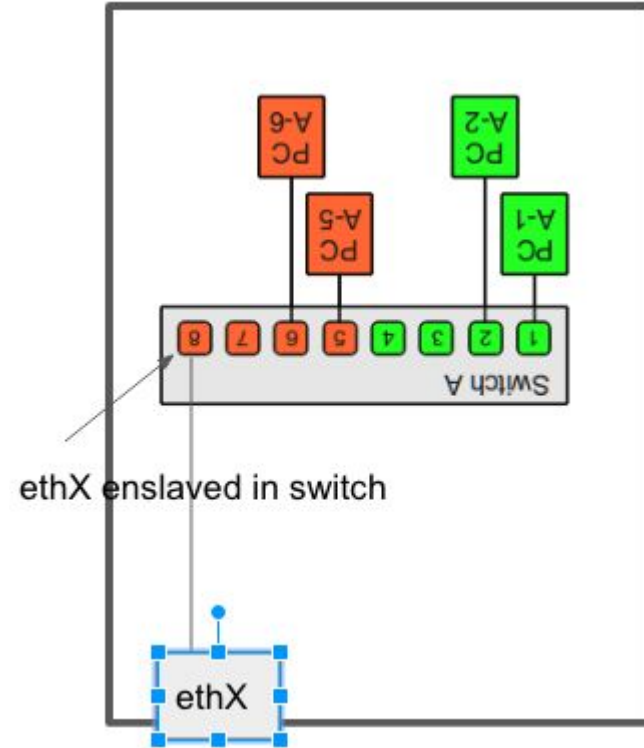 PC
A-6
PC
A-2
PC
A-5
PC
A-1
1 2 3 4 5 6 7 8
Switch A
ethX enslaved in switch
ethX